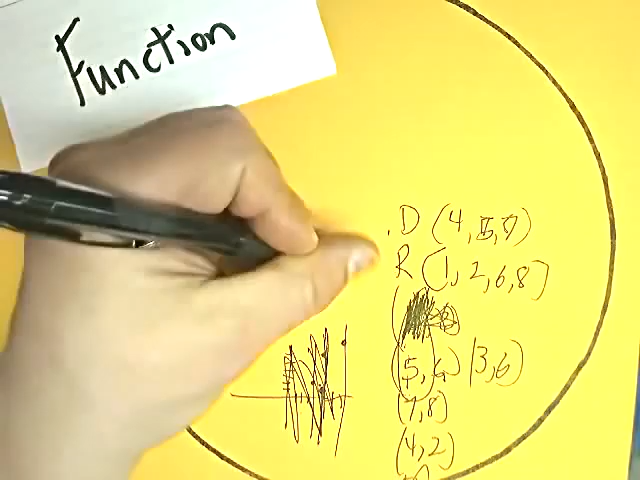 Function
.D (4,5,7)
R (1,2,6,8]
(5,6) (3,6)
(7,8)
(4,2)